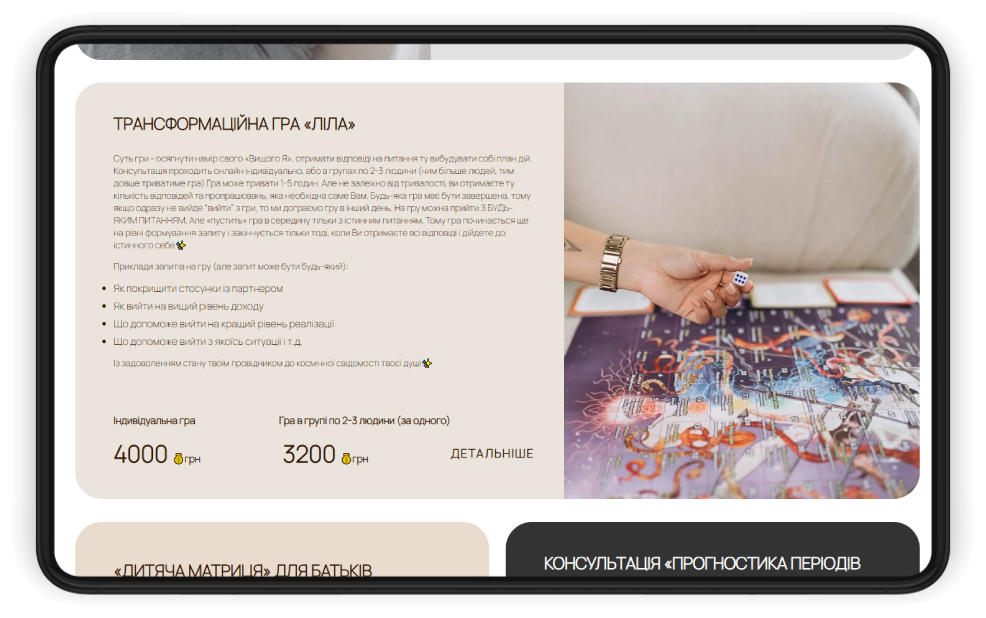 ТРАНСФОРМАЦІЙНА ГРА «ЛІЛА»
Суть гри - осягнути намір свого «Вищого Я», отримати відповіді на питання ту вибудувати собі план дій.
Консультація проходить онлайн індивідуально, або в групах по 2-3 людини (чим більше людей, тим
довше триватиме гра) Гра може тривати 1-5 годин. Але не залежно від тривалості, ви отримаєте ту
кількість відповідей та пропрацювань, яка необхідна саме Вам. Будь-яка гра має бути завершена, тому
якщо одразу не вийде "вийти" з гри, то ми дограємо гру в інший день. На гру можна прийти З БУДЬ-
ЯКИМ ПИТАННЯМ. Але «пустить» гра в середину тільки з істинним питанням. Тому гра починається ще
на рівні формування запиту і закінчується тільки тоді, коли Ви отримаєте всі відповіді і дійдете до
істинного себе✨
Приклади запитів на гру (але запит може бути будь-який):
• Як покрищити стосунки із партнером
• Як вийти на вищий рівень доходу
• Що допоможе вийти на кращий рівень реалізації
• Що допоможе вийти з якоїсь ситуації і т.д.
Із задоволенням стану твоїм провідником до космічної свідомості твоєї душі✨
Індивідуальна гра
Гра в групі по 2-3 людини (за одного)
4000 💰грн
3200 💰грн
ДЕТАЛЬНІШЕ
«ДИТЯЧА МАТРИЦЯ» ДЛЯ БАТЬКІВ
КОНСУЛЬТАЦІЯ «ПРОГНОСТИКА ПЕРІОДІВ